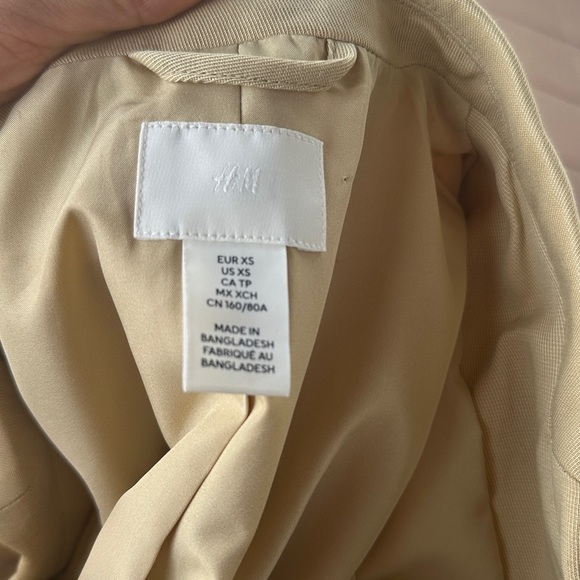 H&M
EUR XS
US XS
CA TP
MX XCH
CN 160/80A
MADE IN
BANGLADESH
FABRIQUÉ AU
BANGLADESH